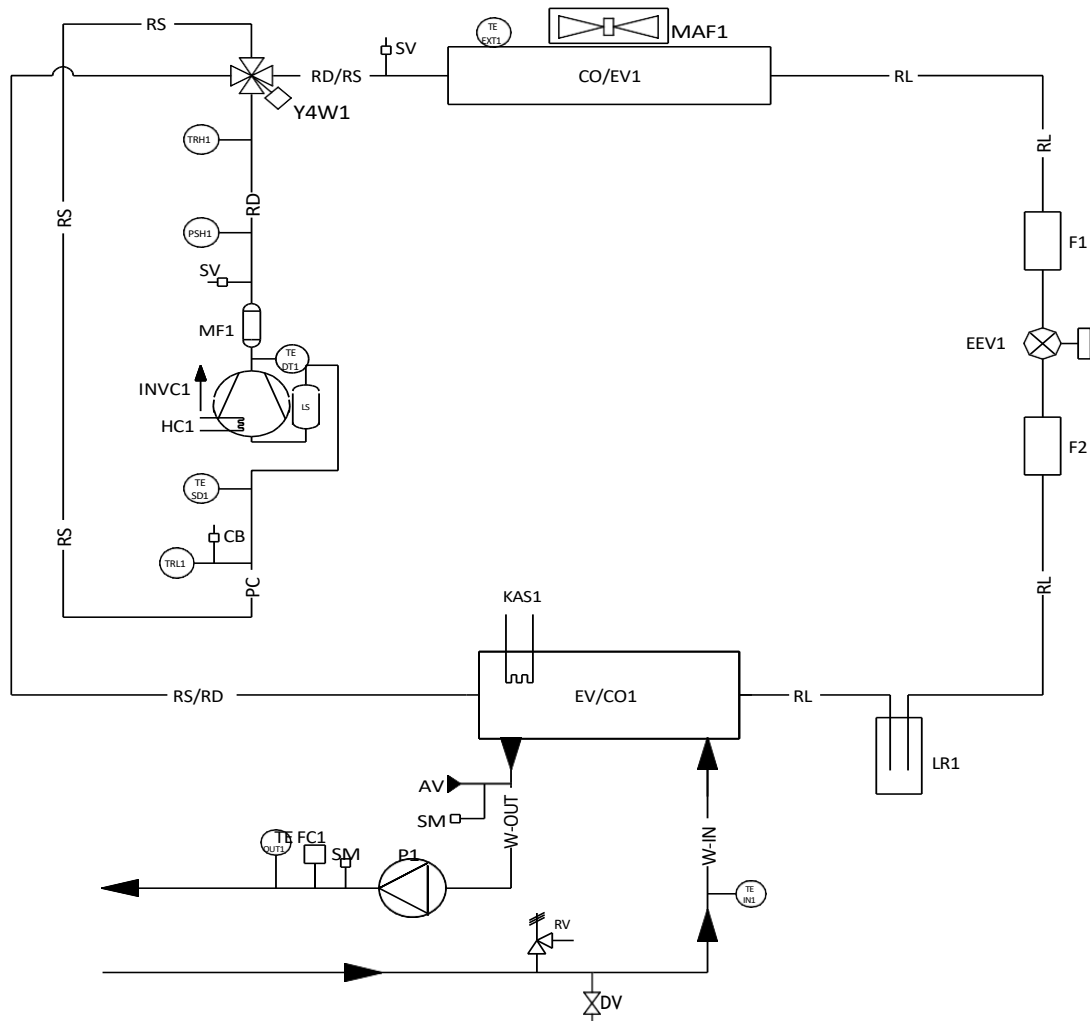 RS
TE
EXT1
MAF1
SV
RD/RS
CO/EV1
RL
Y4W1
TRH1
RL
RD
RS
PSH1
F1
SV
MF1
EEV1
TE
DT1
INVC1
LS
HC1
F2
TE
SD1
RS
CB
TRL1
PC
RL
KAS1
RS/RD
EV/CO1
RL
LR1
AV
SM
W-OUT
W-IN
TE FC1
OUT1
SM
P1
TE
IN1
RV
DV